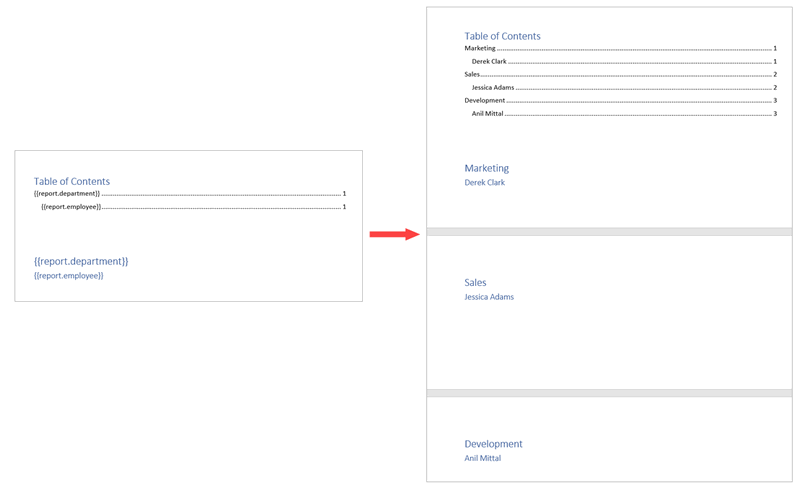 Table of Contents
{{report.department}} 1
{{report.employee}} 1
{{report.department}}
{{report.employee}}
Table of Contents
Marketing 1
Derek Clark 1
Sales 2
Jessica Adams 2
Development 3
Anil Mittal 3
Marketing
Derek Clark
Sales
Jessica Adams
Development
Anil Mittal